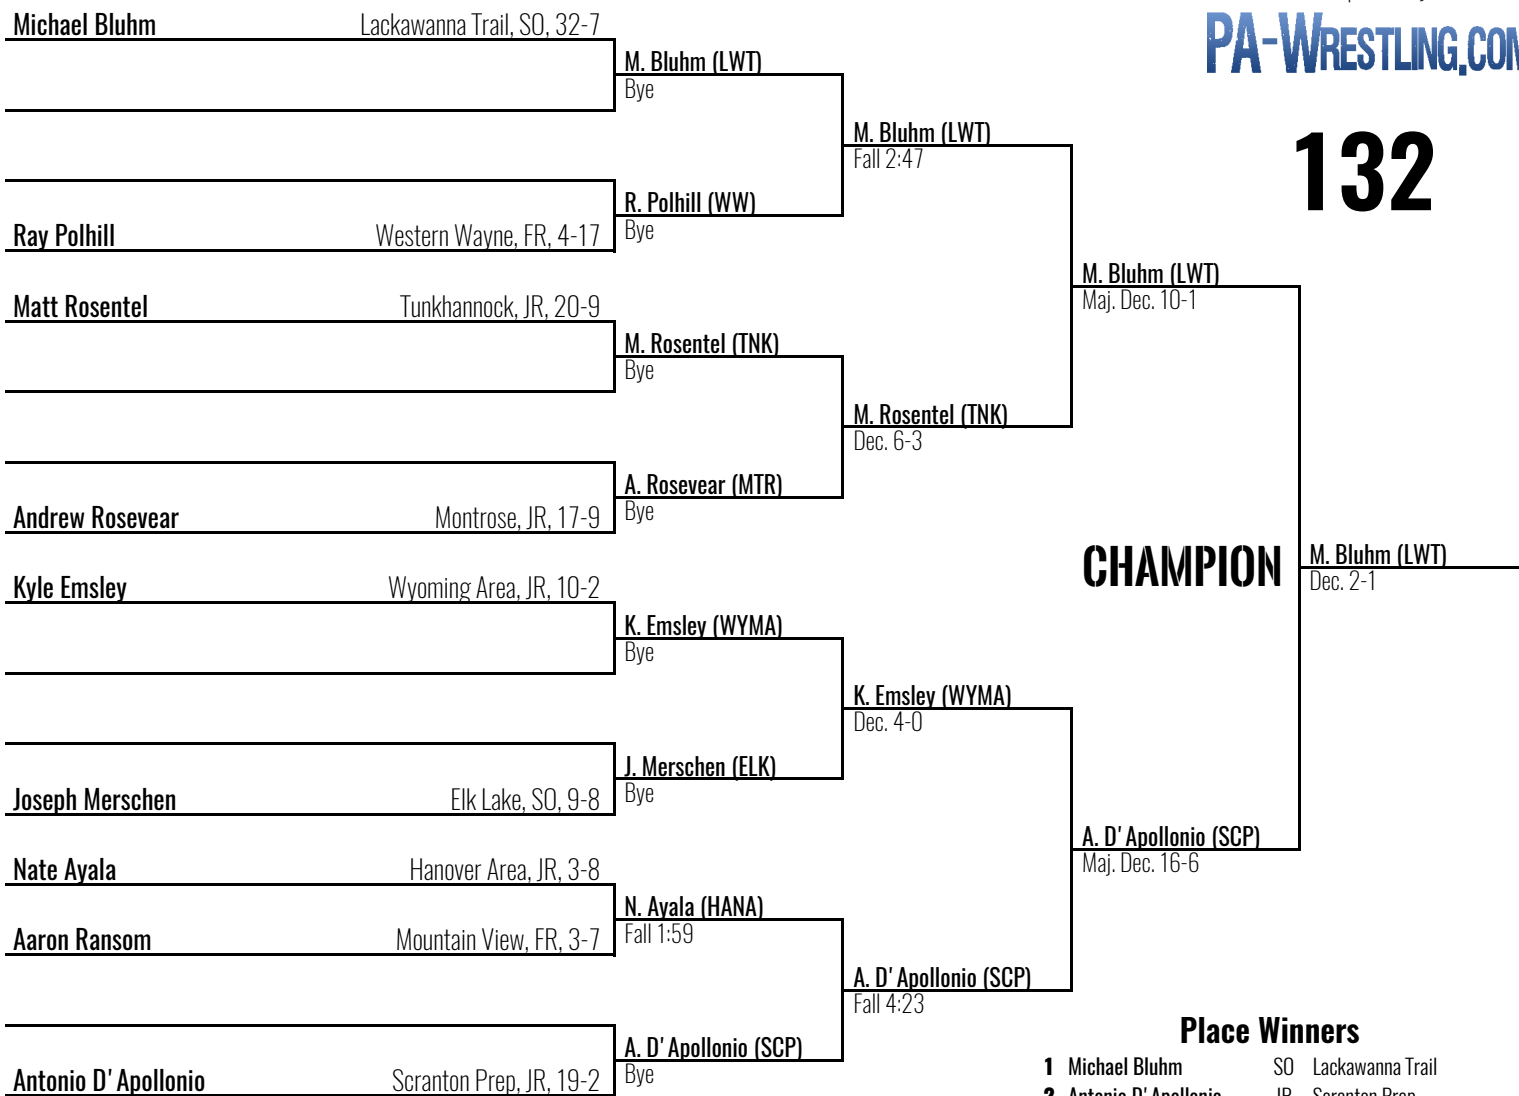 Michael Bluhm Lackawanna Trail, SO, 32-7
PA-WRESTLING.COM
M. Bluhm (LWT)
Bye
M. Bluhm (LWT)
Fall 2:47
132
R. Polhill (WW)
Bye
Ray Polhill Western Wayne, FR, 4-17
M. Bluhm (LWT)
Maj. Dec. 10-1
Matt Rosentel Tunkhannock, JR, 20-9
M. Rosentel (TNK)
Bye
M. Rosentel (TNK)
Dec. 6-3
A. Rosevear (MTR)
Bye
Andrew Rosevear Montrose, JR, 17-9
CHAMPION
M. Bluhm (LWT)
Dec. 2-1
Kyle Emsley Wyoming Area, JR, 10-2
K. Emsley (WYMA)
Bye
K. Emsley (WYMA)
Dec. 4-0
J. Merschen (ELK)
Bye
Joseph Merschen Elk Lake, SO, 9-8
A. D'Apollonio (SCP)
Maj. Dec. 16-6
Nate Ayala Hanover Area, JR, 3-8
N. Ayala (HANA)
Fall 1:59
Aaron Ransom Mountain View, FR, 3-7
A. D'Apollonio (SCP)
Fall 4:23
A. D'Apollonio (SCP)
Bye
Antonio D'Apollonio Scranton Prep, JR, 19-2
Place Winners
1 Michael Bluhm SO Lackawanna Trail
2 Antonio D'Apollonio JR Scranton Prep